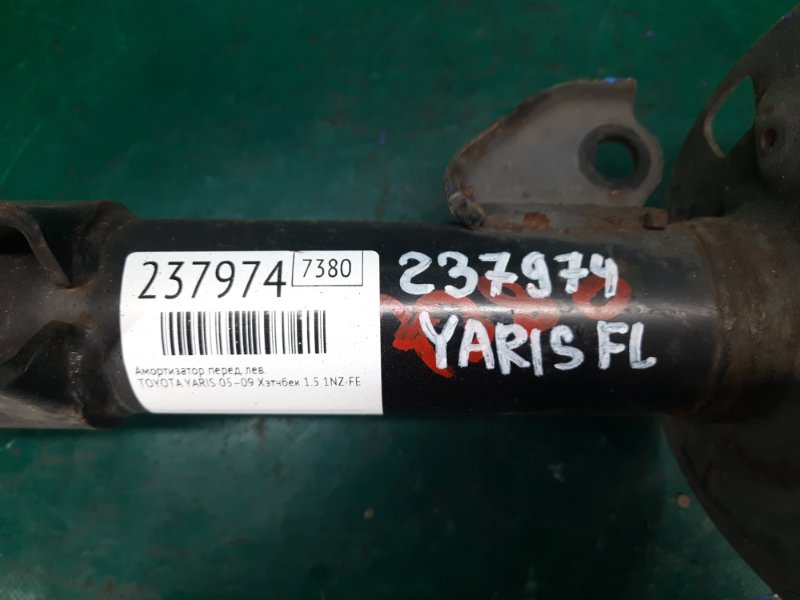 237974 7380
Амортизатор перед. лев.
TOYOTA YARIS 05-09 Хэтчбек 1.5 1NZ-FE
237974
YARIS FL